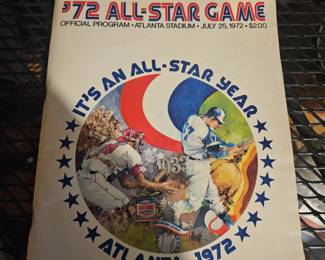 '72 ALL-STAR GAME
OFFICIAL PROGRAM • ATLANTA STADIUM • JULY 25, 1972 • $2.00
IT'S AN ALL-STAR YEAR
ATLANTA 1972